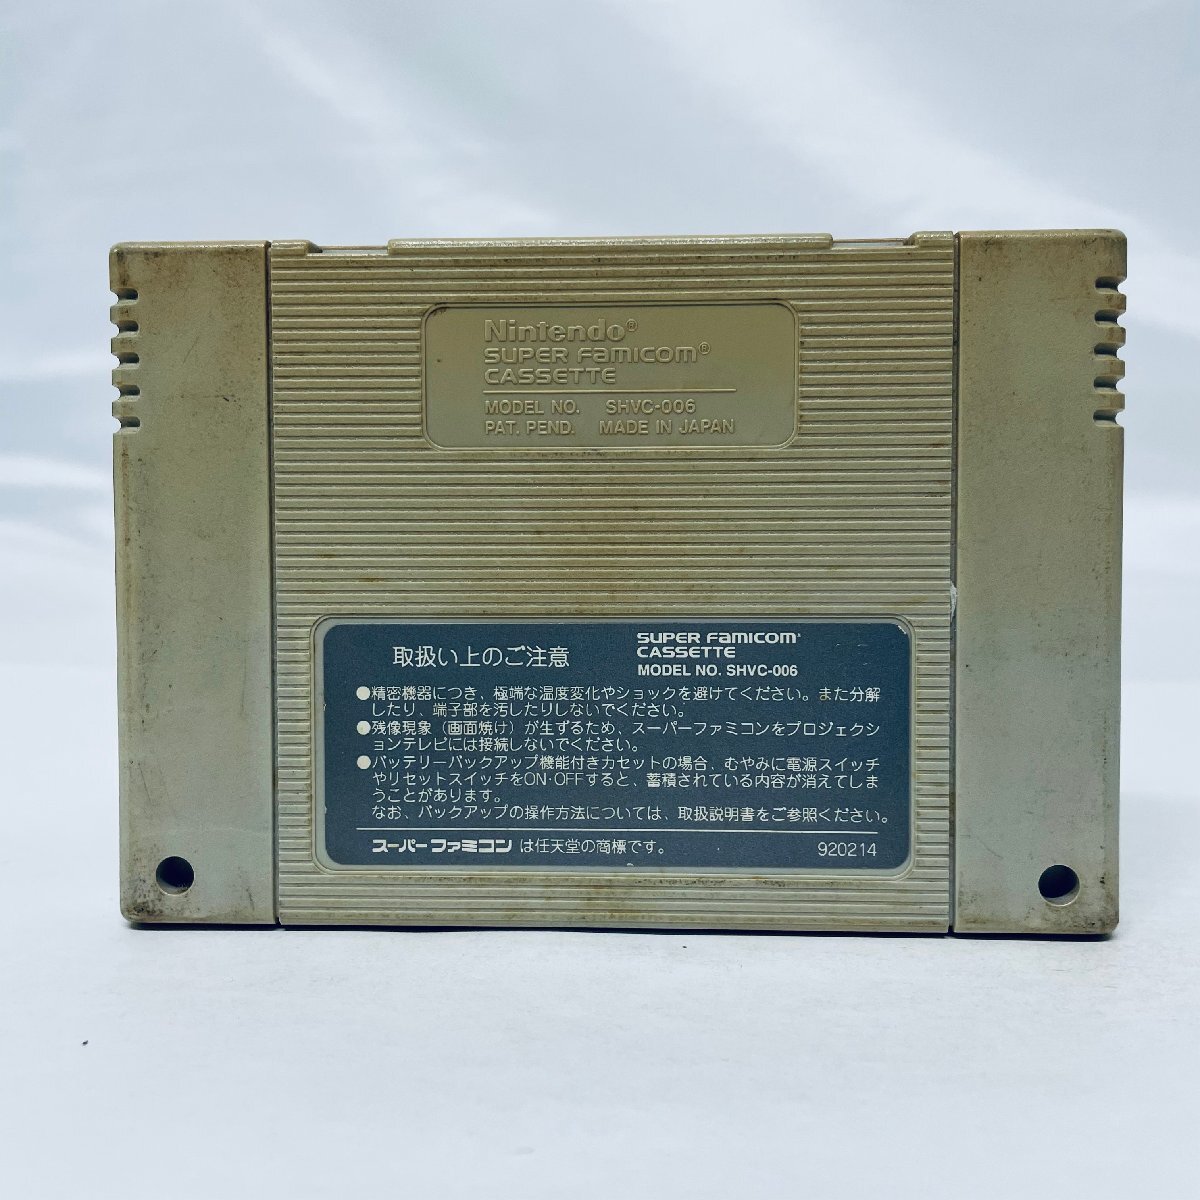 Nintendo®
SUPER FAMICOM®
CASSETTE
MODEL NO. SHVC-006
PAT. PEND. MADE IN JAPAN
取扱い上のご注意
SUPER FAMICOM
CASSETTE
MODEL NO. SHVC-006
●精密機器につき、極端な温度変化やショックを避けてください。また分解
したり、端子部を汚したりしないでください。
●残像現象（画面焼け）が生ずるため、スーパーファミコンをプロジェクシ
ョンテレビには接続しないでください。
●バッテリーバックアップ機能付きカセットの場合、むやみに電源スイッチ
やリセットスイッチをON・OFFすると、蓄積されている内容が消えてしま
うことがあります。
なお、バックアップの操作方法については、取扱説明書をご参照ください。
スーパーファミコン は任天堂の商標です。
920214